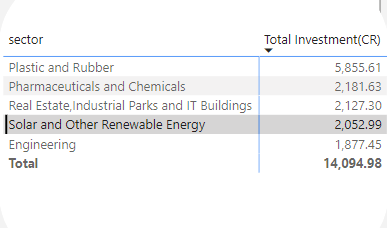 sector Total Investment(CR)
Plastic and Rubber 5,855.61
Pharmaceuticals and Chemicals 2,181.63
Real Estate,Industrial Parks and IT Buildings 2,127.30
Solar and Other Renewable Energy 2,052.99
Engineering 1,877.45
Total 14,094.98